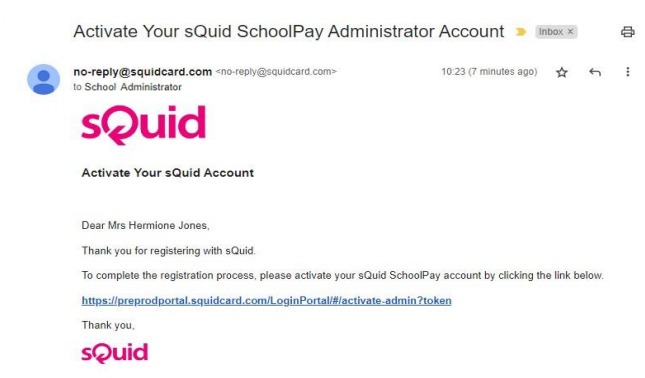 Activate Your sQuid SchoolPay Administrator Account Inbox ×
no-reply@squidcard.com <no-reply@squidcard.com> 10:23 (7 minutes ago)
to School Administrator
sQuid
Activate Your sQuid Account
Dear Mrs Hermione Jones,
Thank you for registering with sQuid.
To complete the registration process, please activate your sQuid SchoolPay account by clicking the link below.
https://preprodportal.squidcard.com/LoginPortal/#/activate-admin?token
Thank you,
sQuid